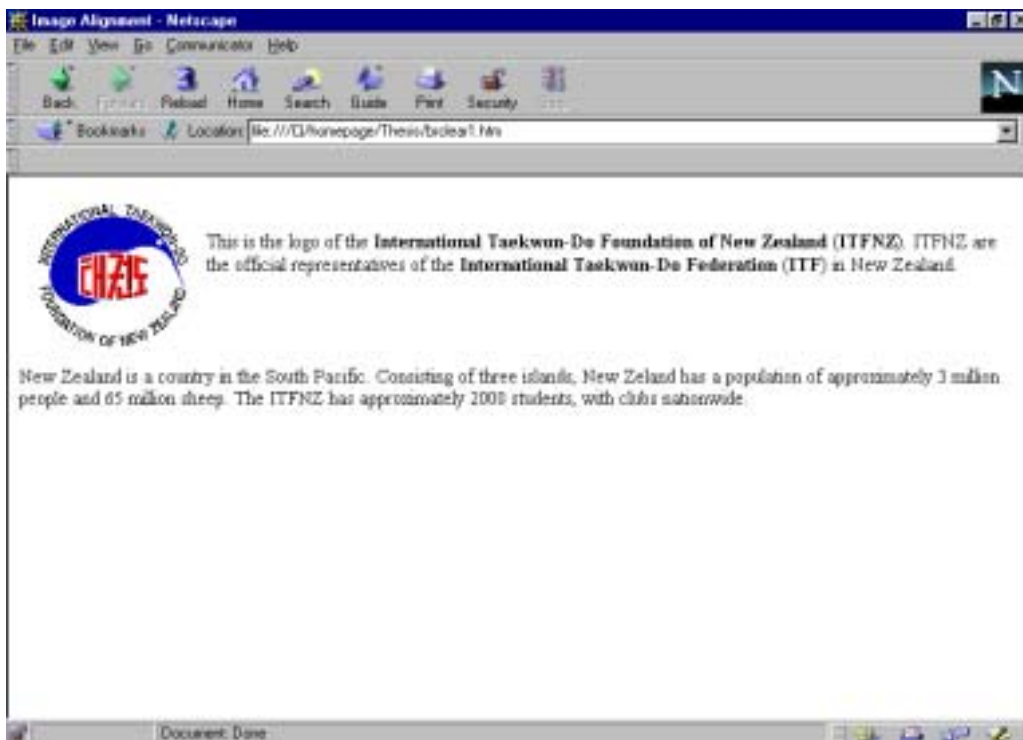 Image Alignment - Netscape
File Edit View Go Communicator Help
Back Forward Reload Home Search Guide Print Security Stop
Bookmarks Location: file:///C|/homepage/Thesis/brclear1.htm
INTERNATIONAL TAEKWON-DO
FOUNDATION OF NEW ZEALAND
This is the logo of the International Taekwon-Do Foundation of New Zealand (ITFNZ). ITFNZ are
the official representatives of the International Taekwon-Do Federation (ITF) in New Zealand.
New Zealand is a country in the South Pacific. Consisting of three islands, New Zeland has a population of approximately 3 million
people and 65 million sheep. The ITFNZ has approximately 2000 students, with clubs nationwide.
Document: Done